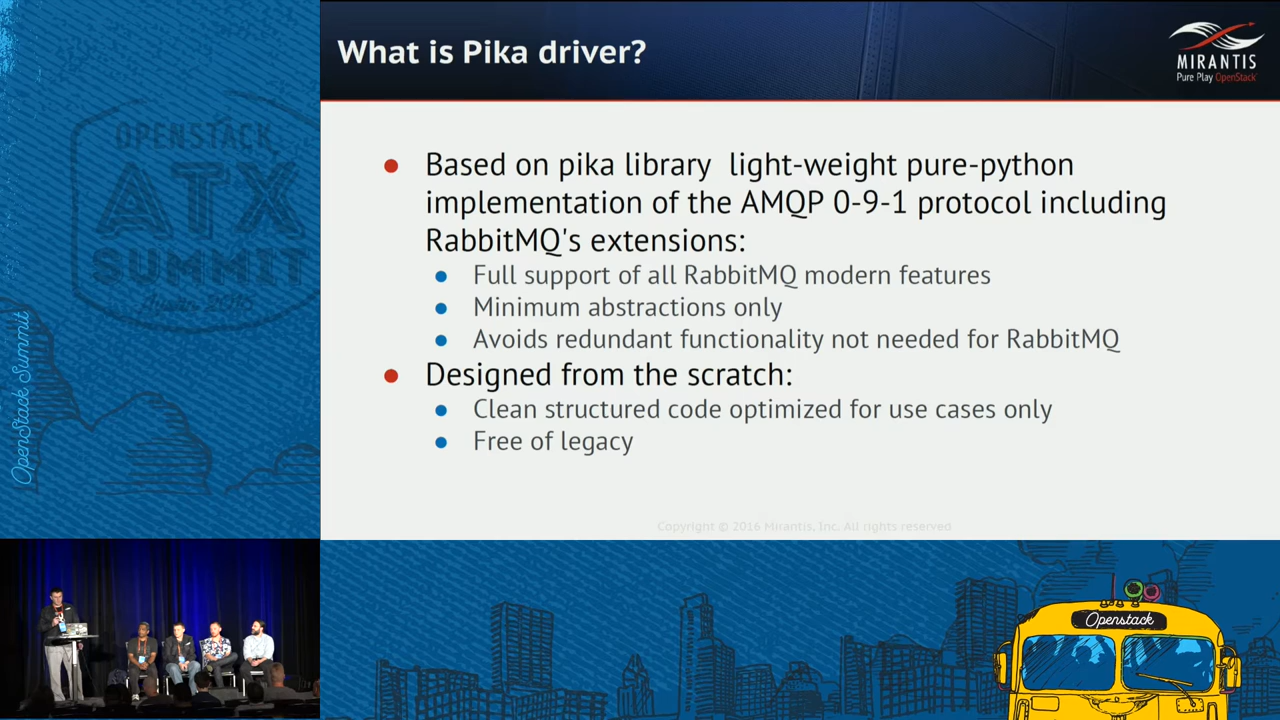 What is Pika driver?
MIRANTIS
Pure Play OpenStack
Based on pika library light-weight pure-python
implementation of the AMQP 0-9-1 protocol including
RabbitMQ's extensions:
Full support of all RabbitMQ modern features
Minimum abstractions only
Avoids redundant functionality not needed for RabbitMQ
Designed from the scratch:
Clean structured code optimized for use cases only
Free of legacy
Copyright © 2016 Mirantis, Inc. All rights reserved
OPENSTACK
ATX
SUMMIT
Austin 2016
OpenStack Summit
Openstack